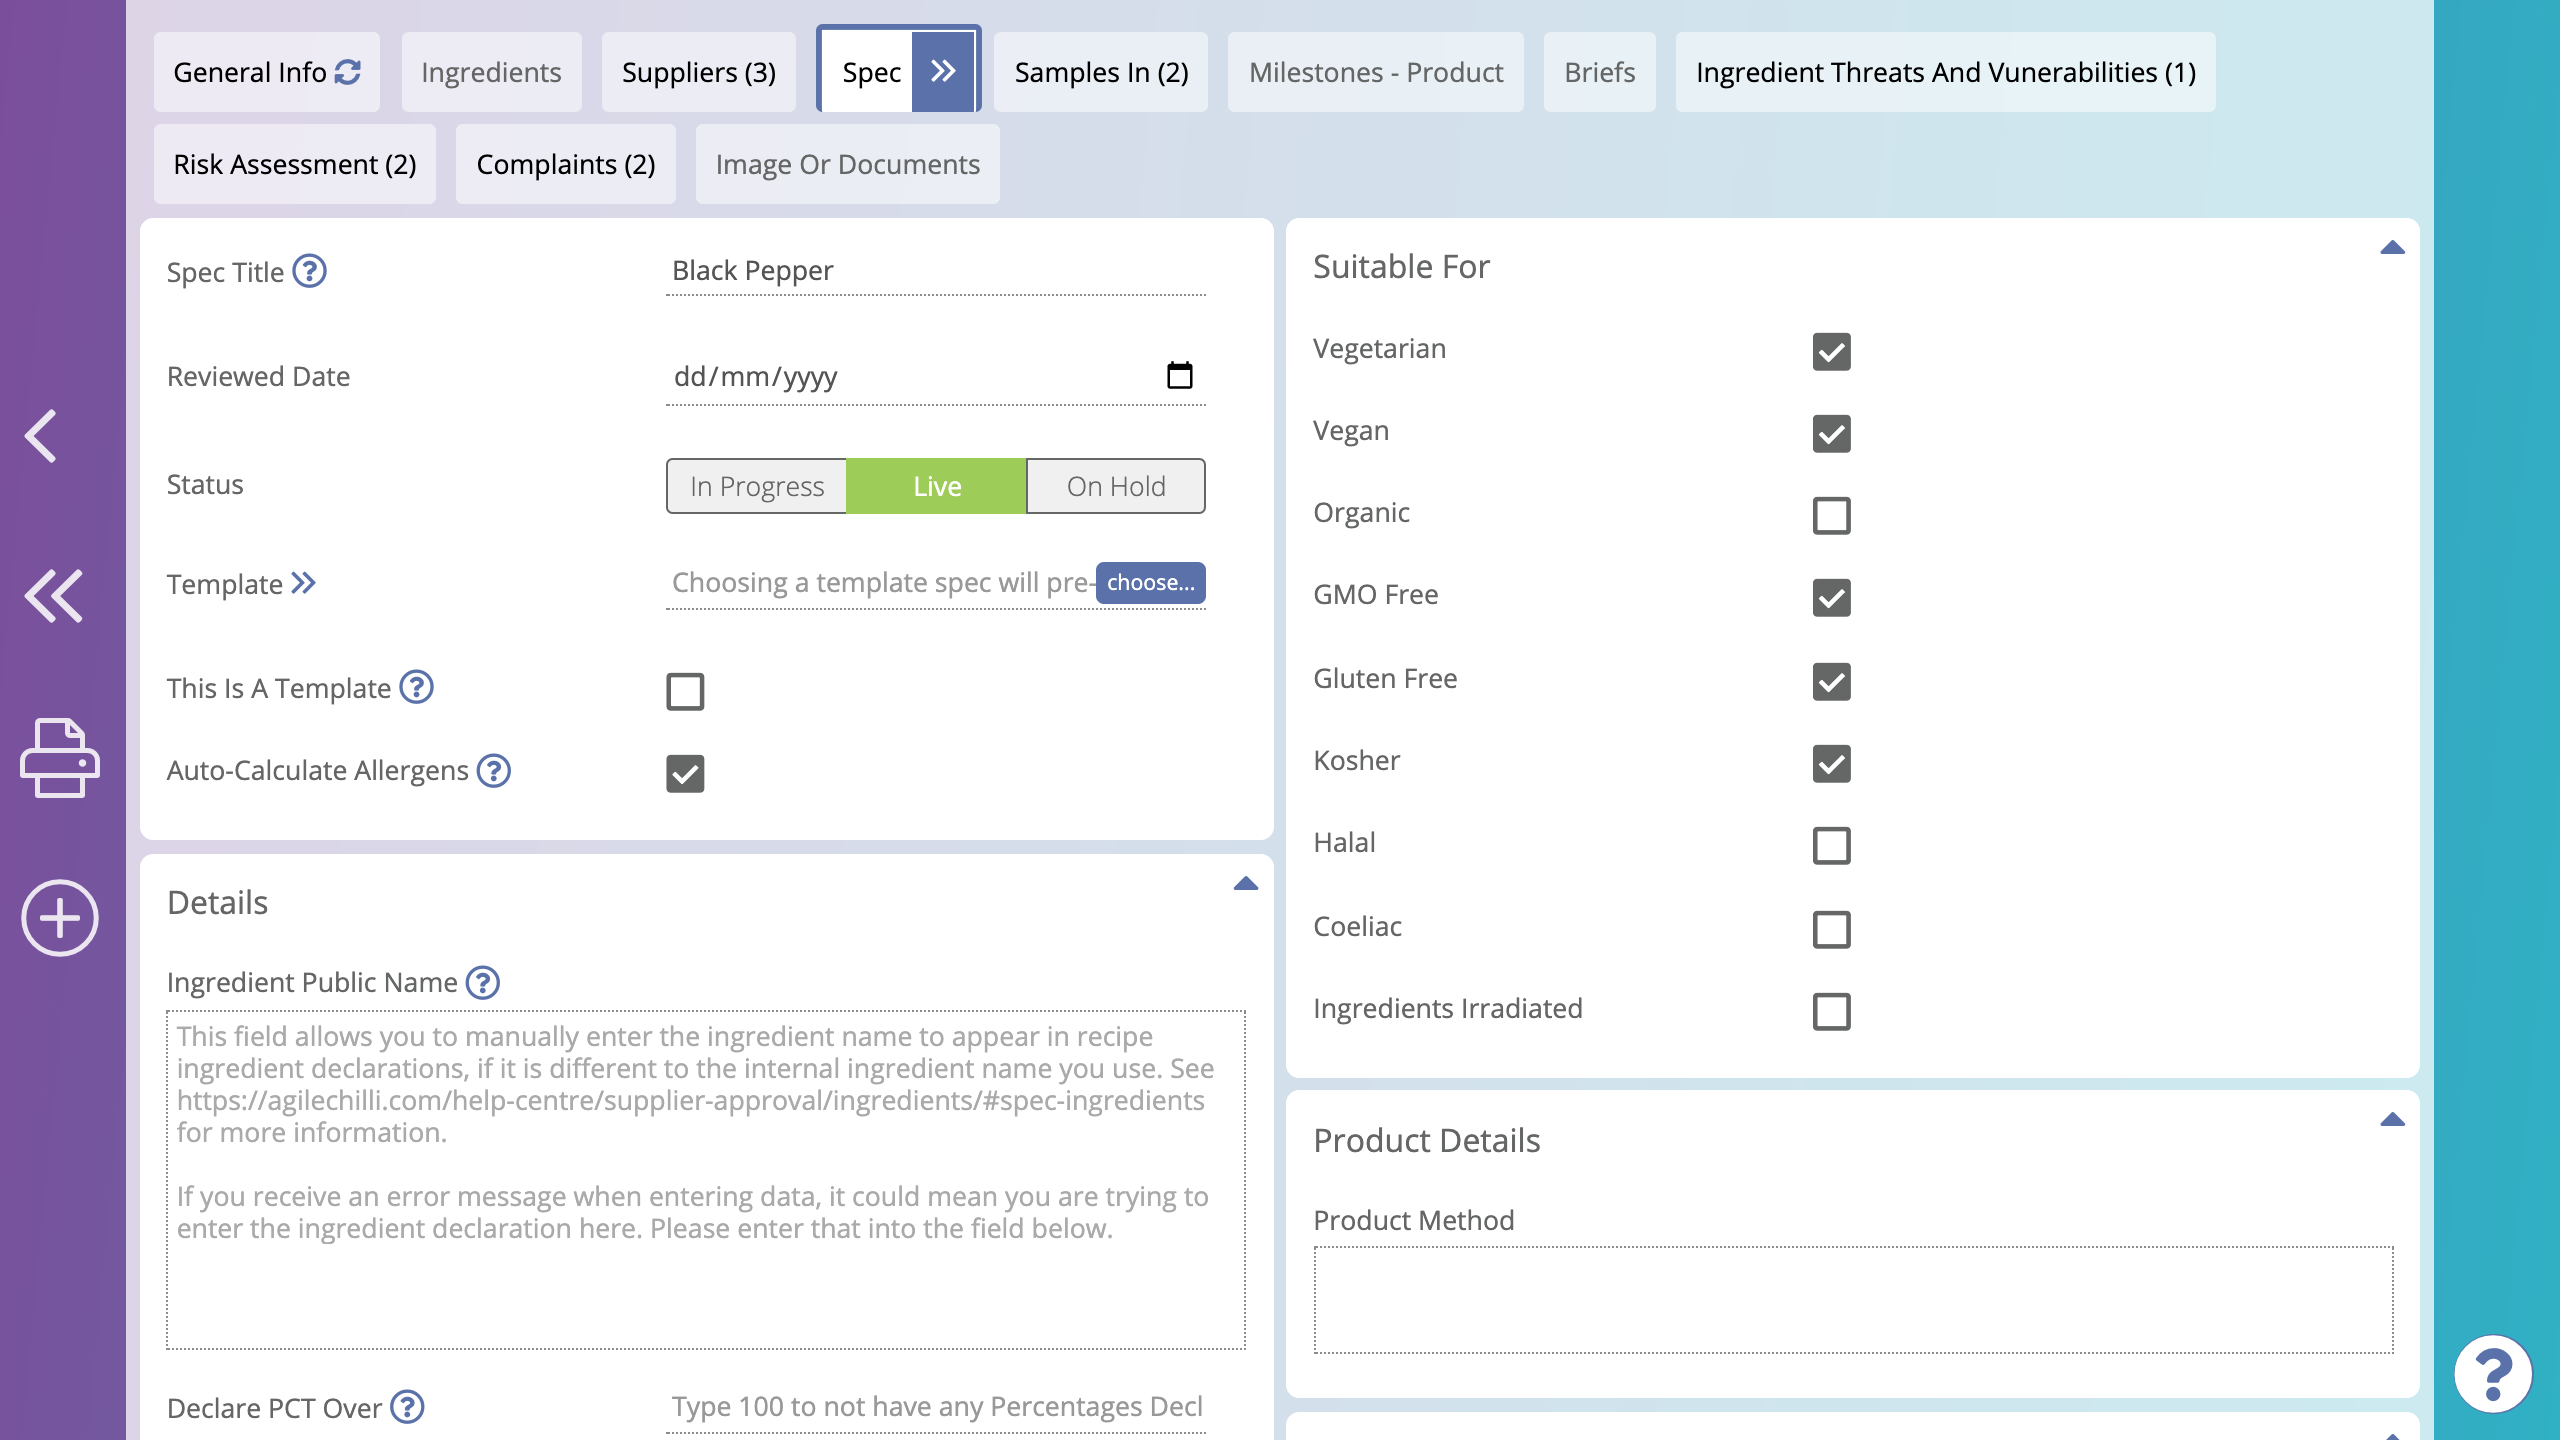 General Info
Ingredients
Suppliers (3)
Spec
Samples In (2)
Milestones - Product
Briefs
Ingredient Threats And Vunerabilities (1)
Risk Assessment (2)
Complaints (2)
Image Or Documents
Spec Title
Black Pepper
Reviewed Date
dd/mm/yyyy
Status
In Progress
Live
On Hold
Template
Choosing a template spec will pre-
choose...
This Is A Template
Auto-Calculate Allergens
Details
Ingredient Public Name
This field allows you to manually enter the ingredient name to appear in recipe
ingredient declarations, if it is different to the internal ingredient name you use. See
https://agilechilli.com/help-centre/supplier-approval/ingredients/#spec-ingredients
for more information.
If you receive an error message when entering data, it could mean you are trying to
enter the ingredient declaration here. Please enter that into the field below.
Declare PCT Over
Type 100 to not have any Percentages Decl
Suitable For
Vegetarian
Vegan
Organic
GMO Free
Gluten Free
Kosher
Halal
Coeliac
Ingredients Irradiated
Product Details
Product Method